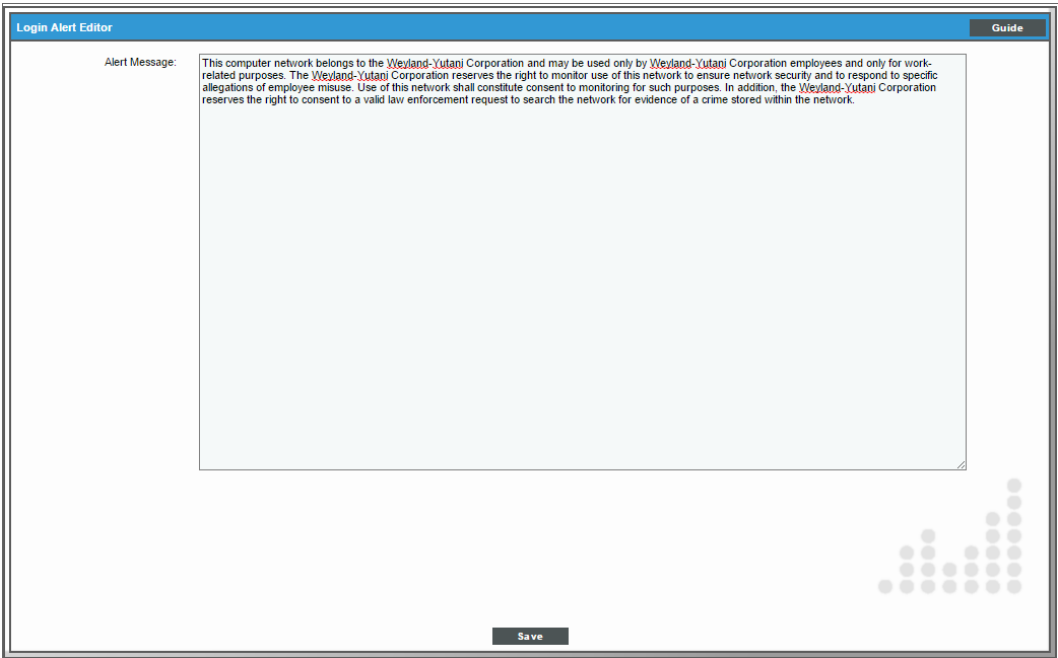 Login Alert Editor
Guide
Alert Message:
This computer network belongs to the Weyland-Yutani Corporation and may be used only by Weyland-Yutani Corporation employees and only for work-
related purposes. The Weyland-Yutani Corporation reserves the right to monitor use of this network to ensure network security and to respond to specific
allegations of employee misuse. Use of this network shall constitute consent to monitoring for such purposes. In addition, the Weyland-Yutani Corporation
reserves the right to consent to a valid law enforcement request to search the network for evidence of a crime stored within the network.
Save